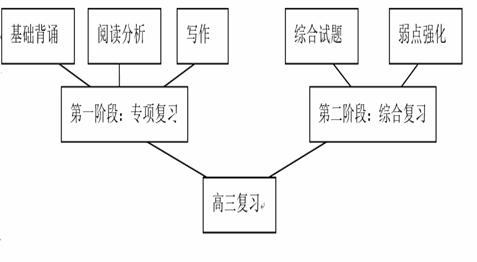 基础背诵
阅读分析
写作
综合试题
弱点强化
第一阶段：专项复习
第二阶段：综合复习
高三复习